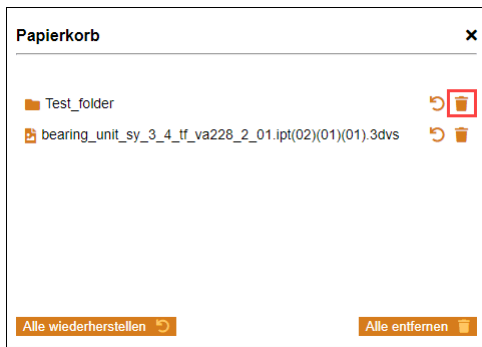 Papierkorb
Test_folder
bearing_unit_sy_3_4_tf_va228_2_01.ipt(02)(01)(01).3dvs
Alle wiederherstellen
Alle entfernen